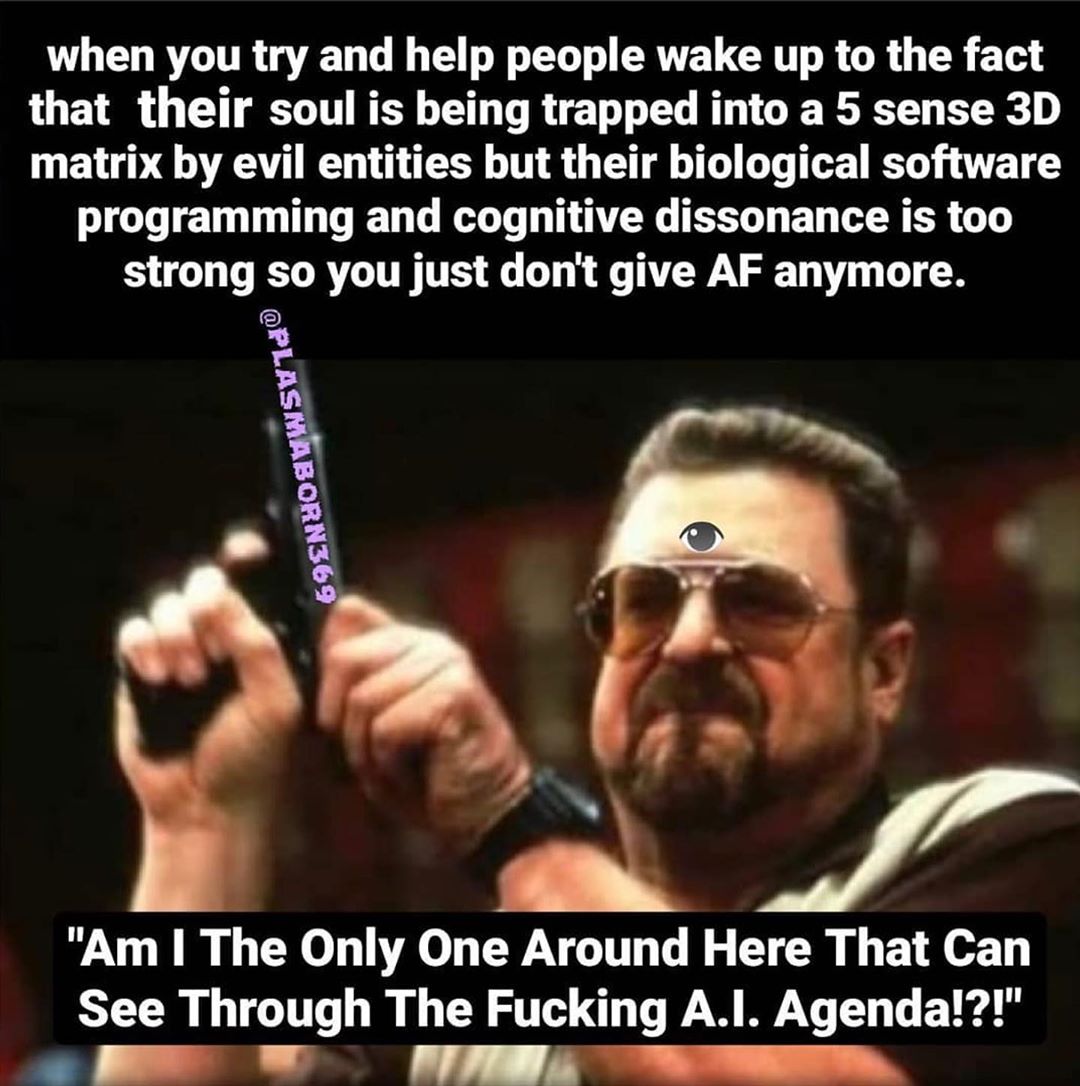 when you try and help people wake up to the fact
that their soul is being trapped into a 5 sense 3D
matrix by evil entities but their biological software
programming and cognitive dissonance is too
strong so you just don't give AF anymore.
@PLASMABORN369
"Am I The Only One Around Here That Can
See Through The Fucking A.I. Agenda!?!"